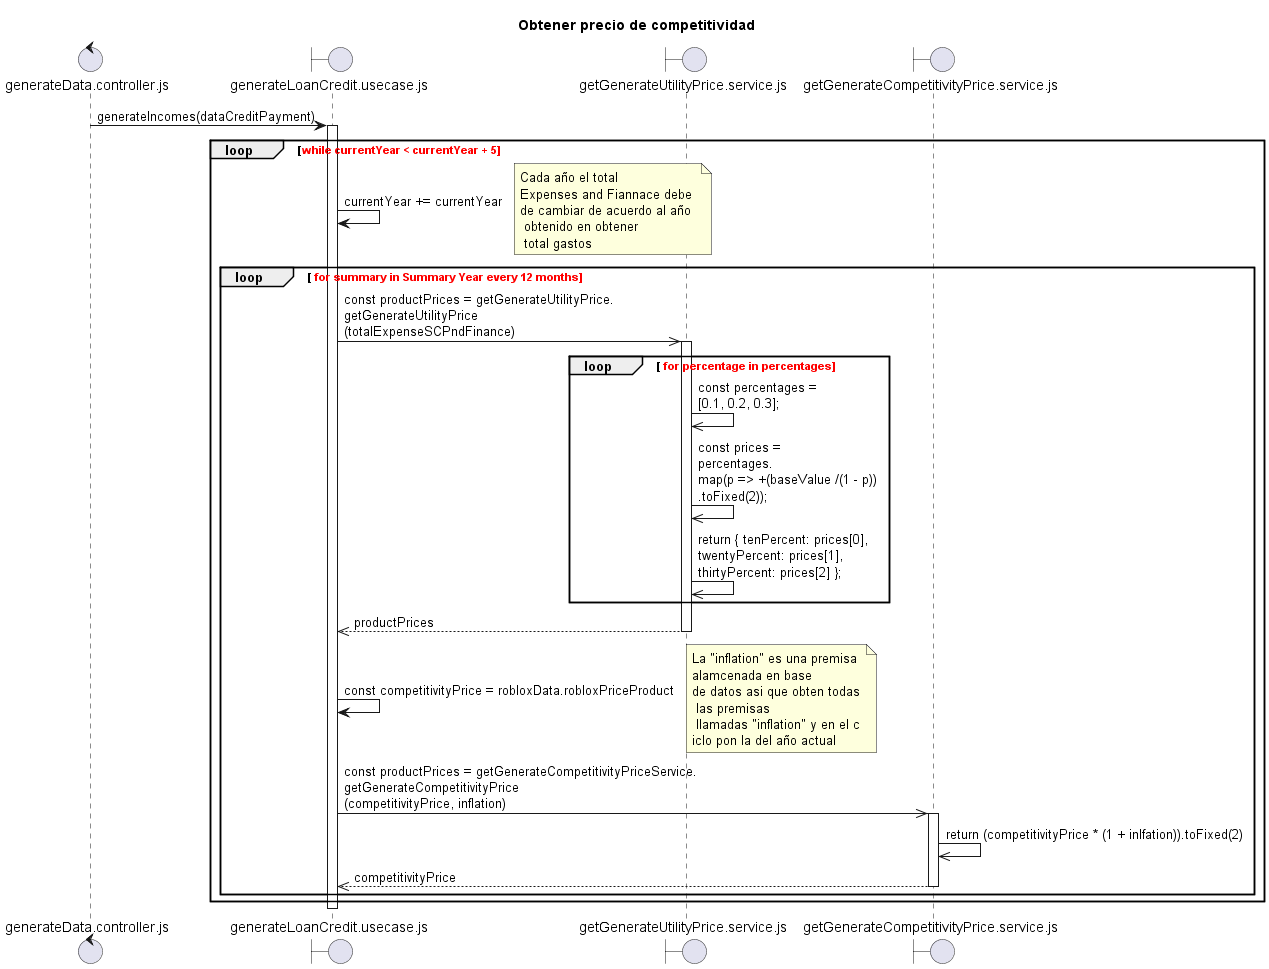 Obtener precio de competitividad
generateData.controller.js
generateLoanCredit.usecase.js
getGenerateUtilityPrice.service.js
getGenerateCompetitivityPrice.service.js
generateIncomes(dataCreditPayment)
loop
[while currentYear < currentYear + 5]
Cada año el total
Expenses and Fiannace debe
de cambiar de acuerdo al año
obtenido en obtener
total gastos
currentYear += currentYear
loop
[ for summary in Summary Year every 12 months]
const productPrices = getGenerateUtilityPrice.
getGenerateUtilityPrice
(totalExpenseSCPndFinance)
loop
[ for percentage in percentages]
const percentages =
[0.1, 0.2, 0.3];
const prices =
percentages.
map(p => +(baseValue /(1 - p))
.toFixed(2));
return { tenPercent: prices[0],
twentyPercent: prices[1],
thirtyPercent: prices[2] };
productPrices
La "inflation" es una premisa
alamcenada en base
de datos asi que obten todas
las premisas
llamadas "inflation" y en el c
iclo pon la del año actual
const competitivityPrice = robloxData.robloxPriceProduct
const productPrices = getGenerateCompetitivityPriceService.
getGenerateCompetitivityPrice
(competitivityPrice, inflation)
return (competitivityPrice * (1 + inlfation)).toFixed(2)
competitivityPrice
generateData.controller.js
generateLoanCredit.usecase.js
getGenerateUtilityPrice.service.js
getGenerateCompetitivityPrice.service.js